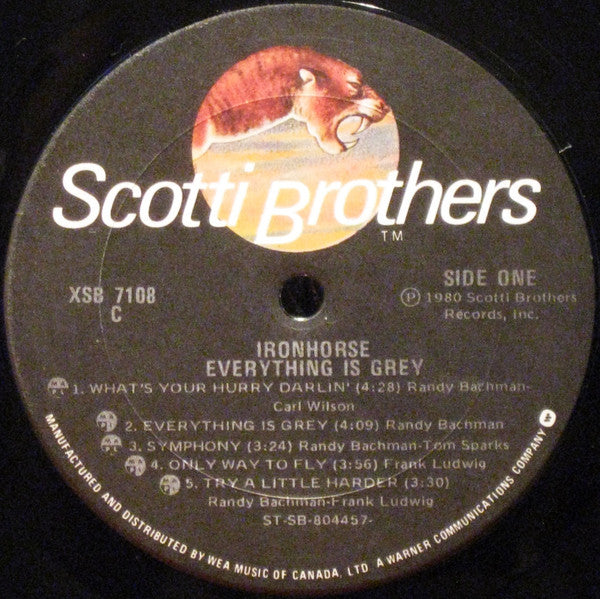 Scotti Brothers
TM
XSB 7108
C
SIDE ONE
Ⓟ 1980 Scotti Brothers
Records, Inc.
IRONHORSE
EVERYTHING IS GREY
1. WHAT'S YOUR HURRY DARLIN' (4:28) Randy Bachman-
Carl Wilson
2. EVERYTHING IS GREY (4:09) Randy Bachman
3. SYMPHONY (3:24) Randy Bachman-Tom Sparks
4. ONLY WAY TO FLY (3:56) Frank Ludwig
5. TRY A LITTLE HARDER (3:30)
Randy Bachman-Frank Ludwig
ST-SB-804457-
MANUFACTURED AND DISTRIBUTED BY WEA MUSIC OF CANADA, LTD. A WARNER COMMUNICATIONS COMPANY